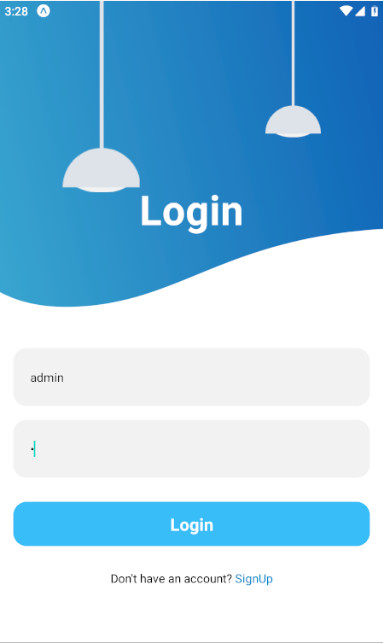 3:28
Login
admin
•
Login
Don't have an account? SignUp